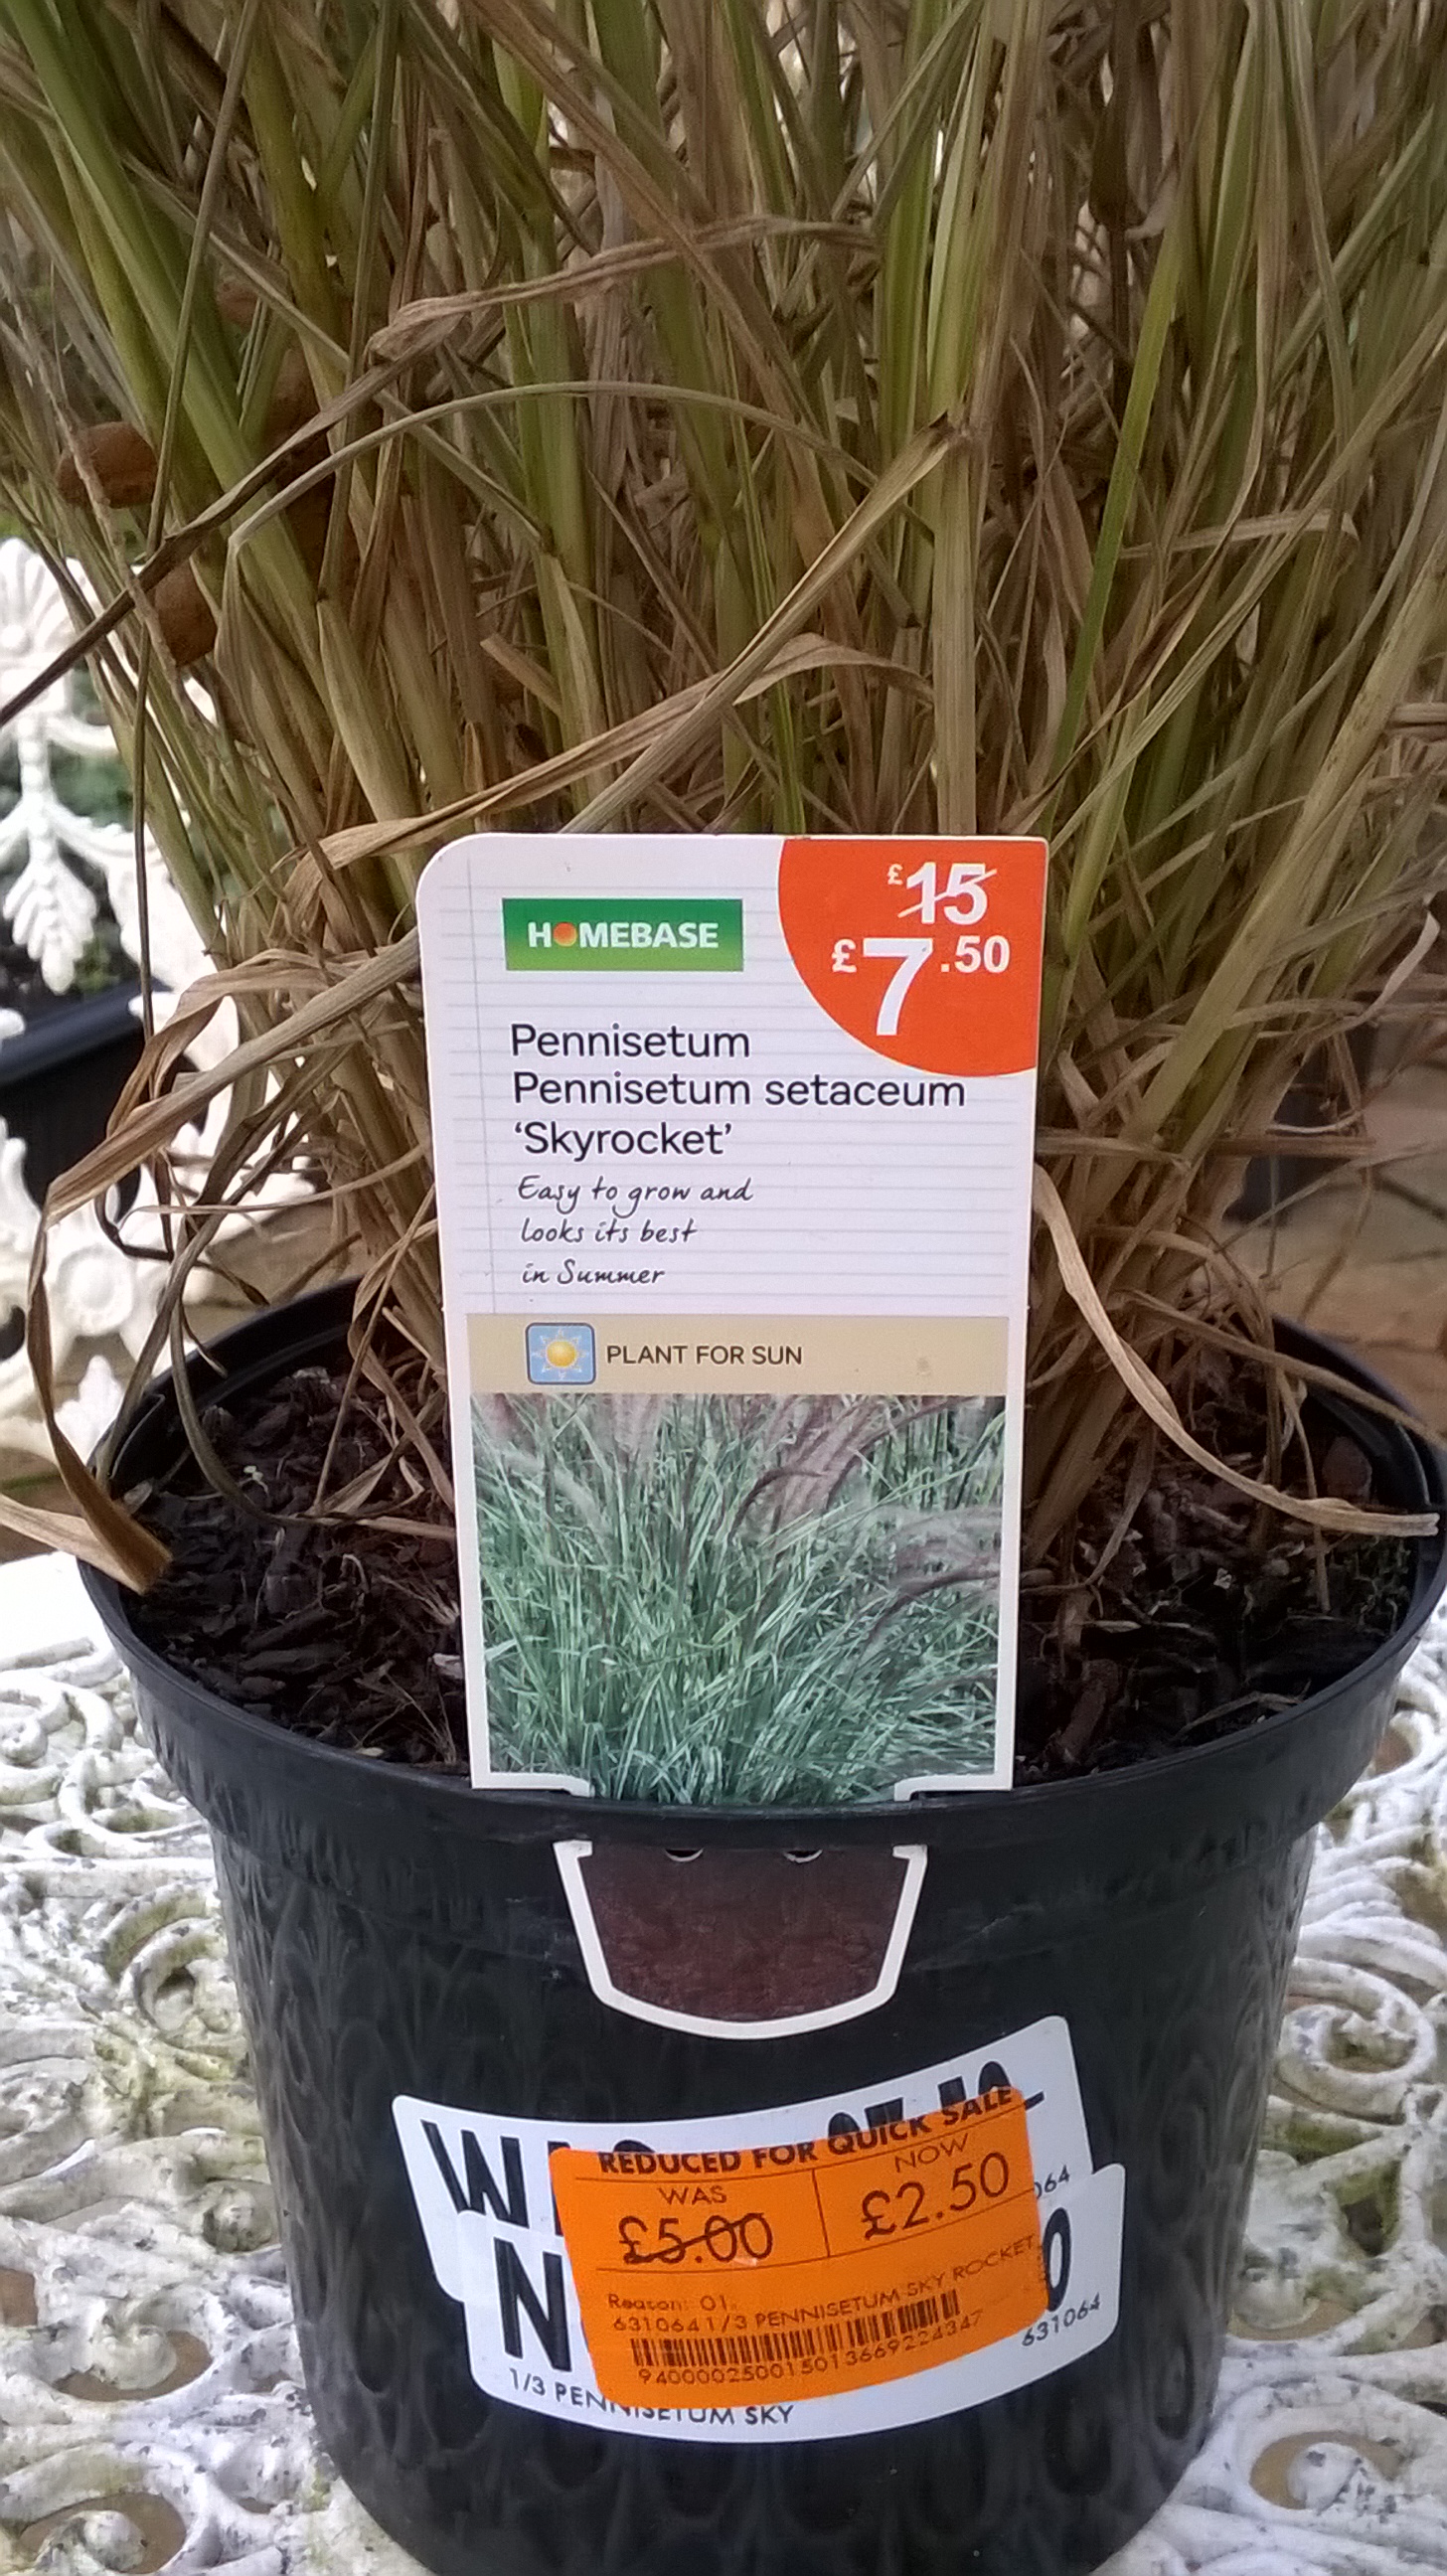 £15
£7.50
HOMEBASE
Pennisetum
Pennisetum setaceum
‘Skyrocket’
Easy to grow and
looks its best
in Summer
PLANT FOR SUN
REDUCED FOR QUICK SALE
WAS NOW
£5.00 £2.50
Reason: 01
631064 1/3 PENNISETUM SKY ROCKET
9400002500150136692243​47
631064
1/3 PENNISETUM SKY